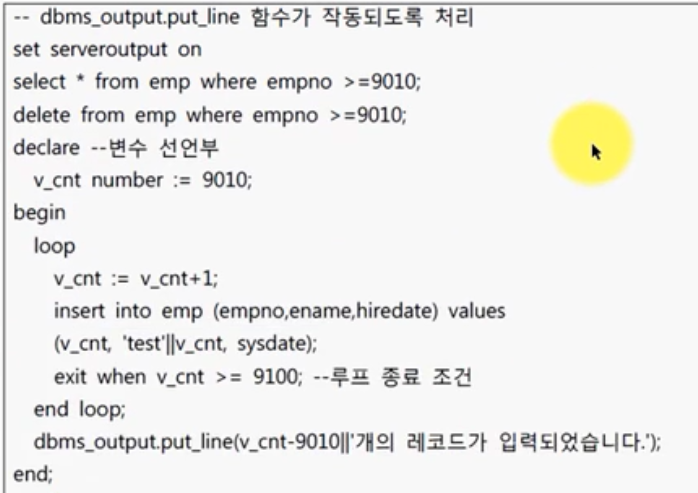 -- dbms_output.put_line 함수가 작동되도록 처리
set serveroutput on
select * from emp where empno >=9010;
delete from emp where empno >=9010;
declare --변수 선언부
v_cnt number := 9010;
begin
loop
v_cnt := v_cnt+1;
insert into emp (empno,ename,hiredate) values
(v_cnt, 'test'||v_cnt, sysdate);
exit when v_cnt >= 9100; --루프 종료 조건
end loop;
dbms_output.put_line(v_cnt-9010||'개의 레코드가 입력되었습니다.');
end;